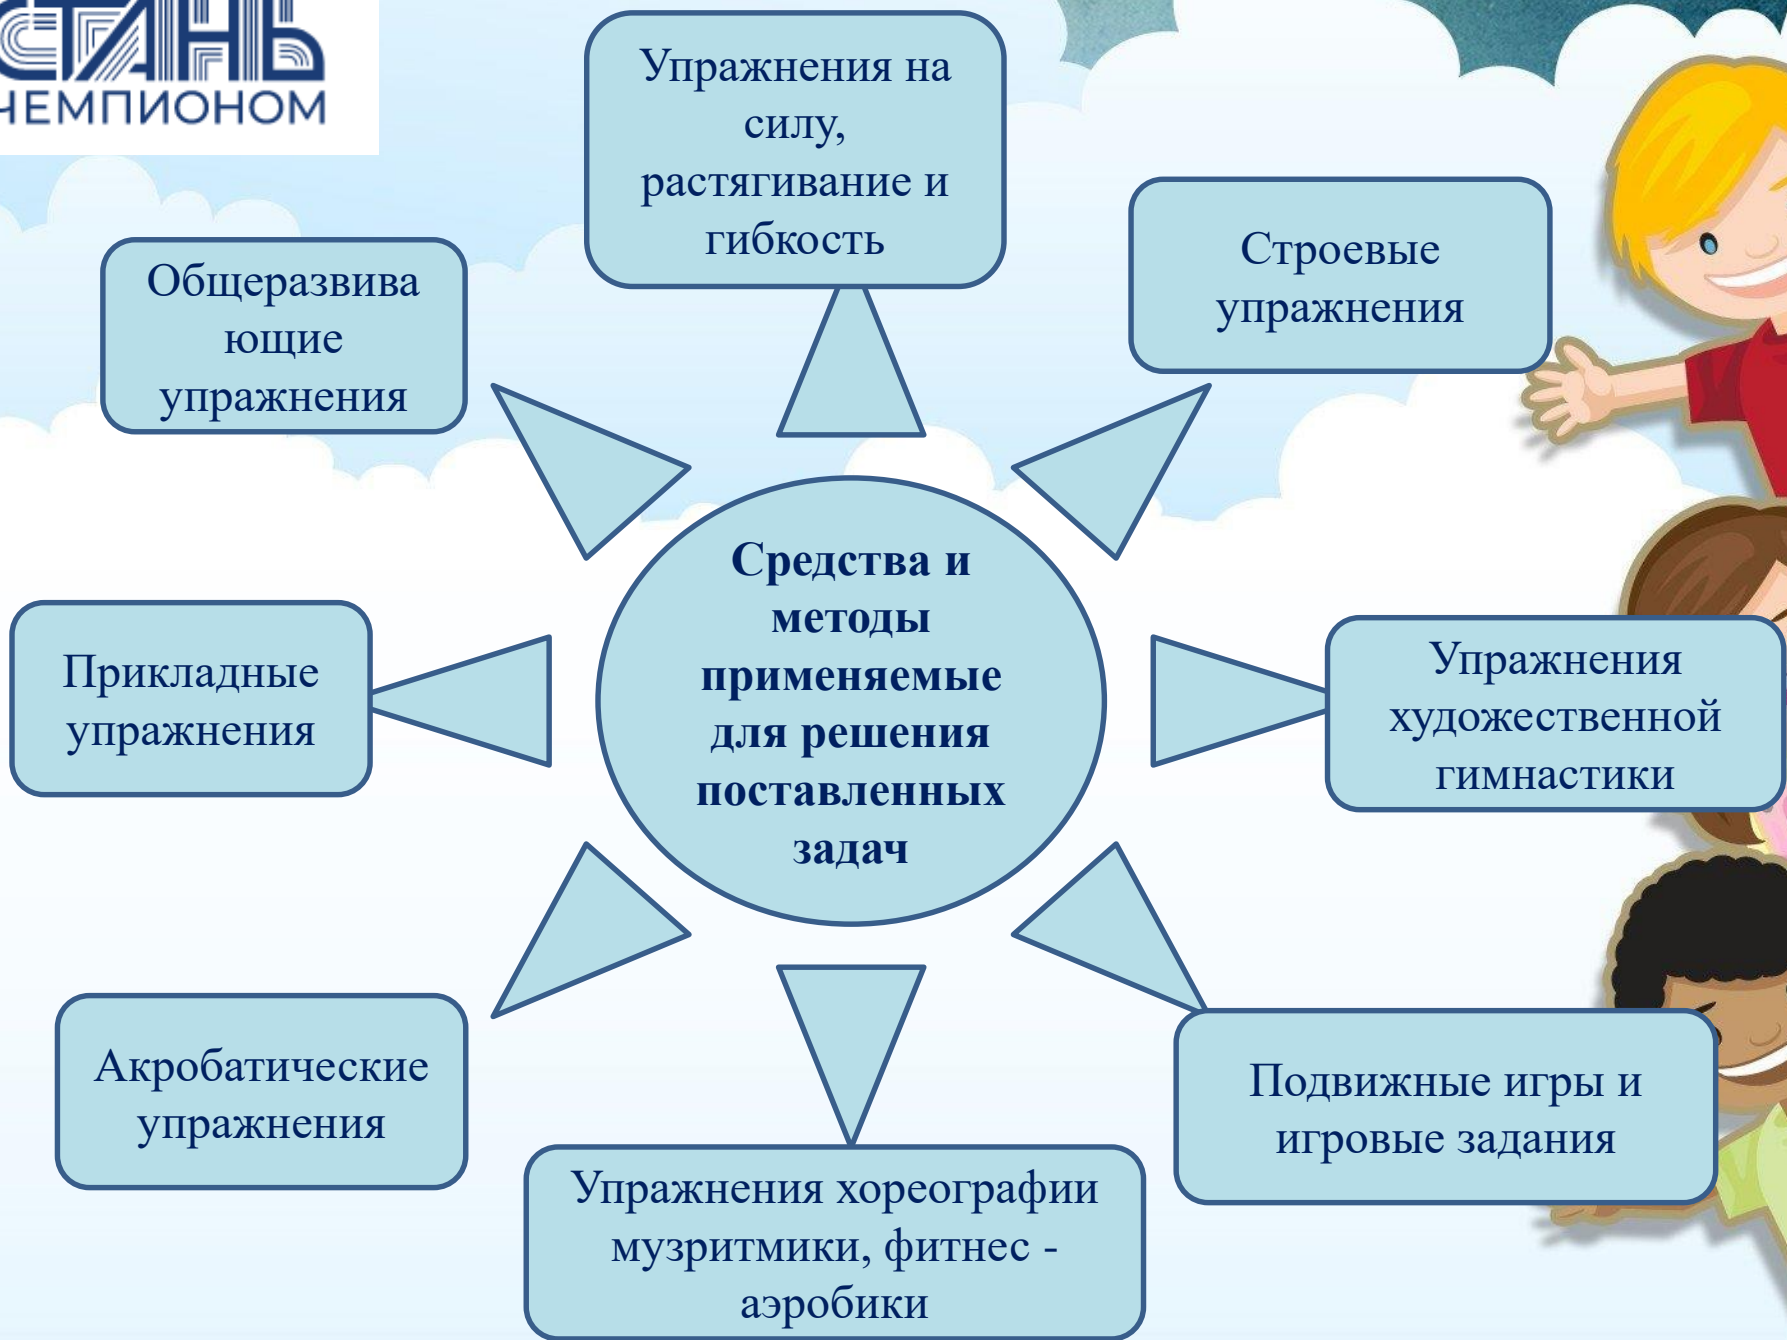 СТАНЬ
ЧЕМПИОНОМ
Упражнения на
силу,
растягивание и
гибкость
Строевые
упражнения
Общеразвива
ющие
упражнения
Средства и
методы
применяемые
для решения
поставленных
задач
Прикладные
упражнения
Упражнения
художественной
гимнастики
Акробатические
упражнения
Подвижные игры и
игровые задания
Упражнения хореографии
музритмики, фитнес -
аэробики